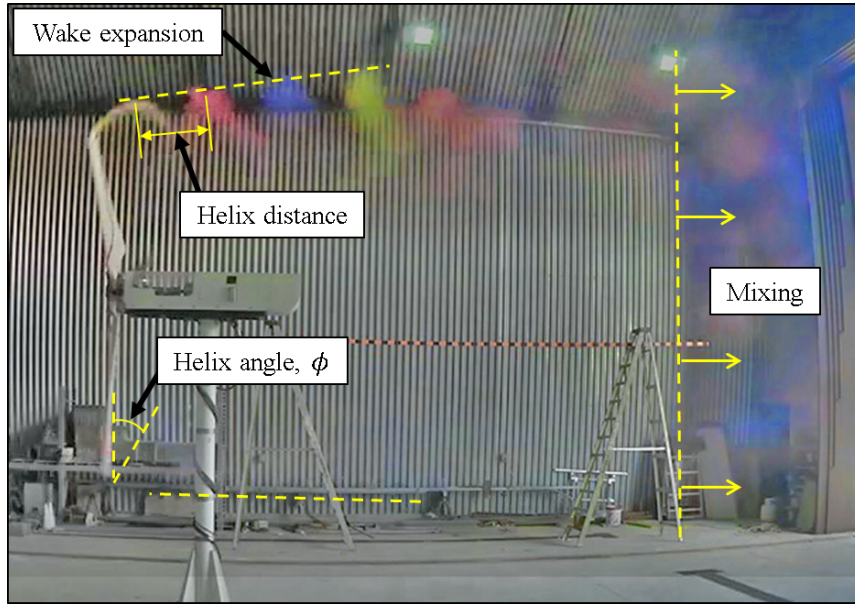 Wake expansion
Helix distance
Mixing
Helix angle, ϕ